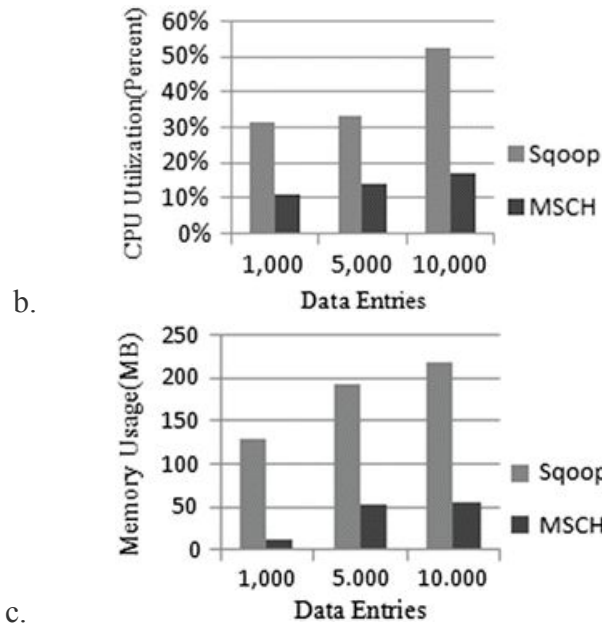 60%
50%
40%
30%
20%
10%
0%
CPU Utilization(Percent)
Sqoop
MSCH
1,000 5,000 10,000
Data Entries
b.
250
200
150
100
50
0
Memory Usage(MB)
Sqoop
MSCH
1,000 5.000 10.000
Data Entries
c.